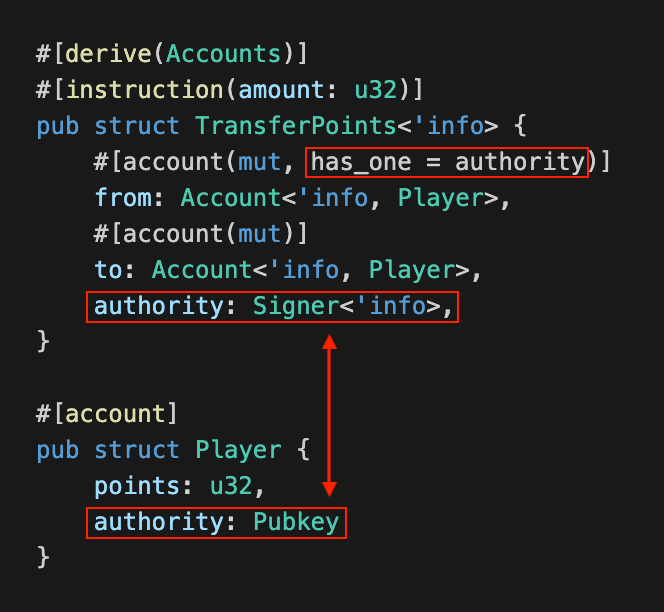 #[derive(Accounts)]
#[instruction(amount: u32)]
pub struct TransferPoints<'info> {
    #[account(mut, has_one = authority)]
    from: Account<'info, Player>,
    #[account(mut)]
    to: Account<'info, Player>,
    authority: Signer<'info>,
}

#[account]
pub struct Player {
    points: u32,
    authority: Pubkey
}